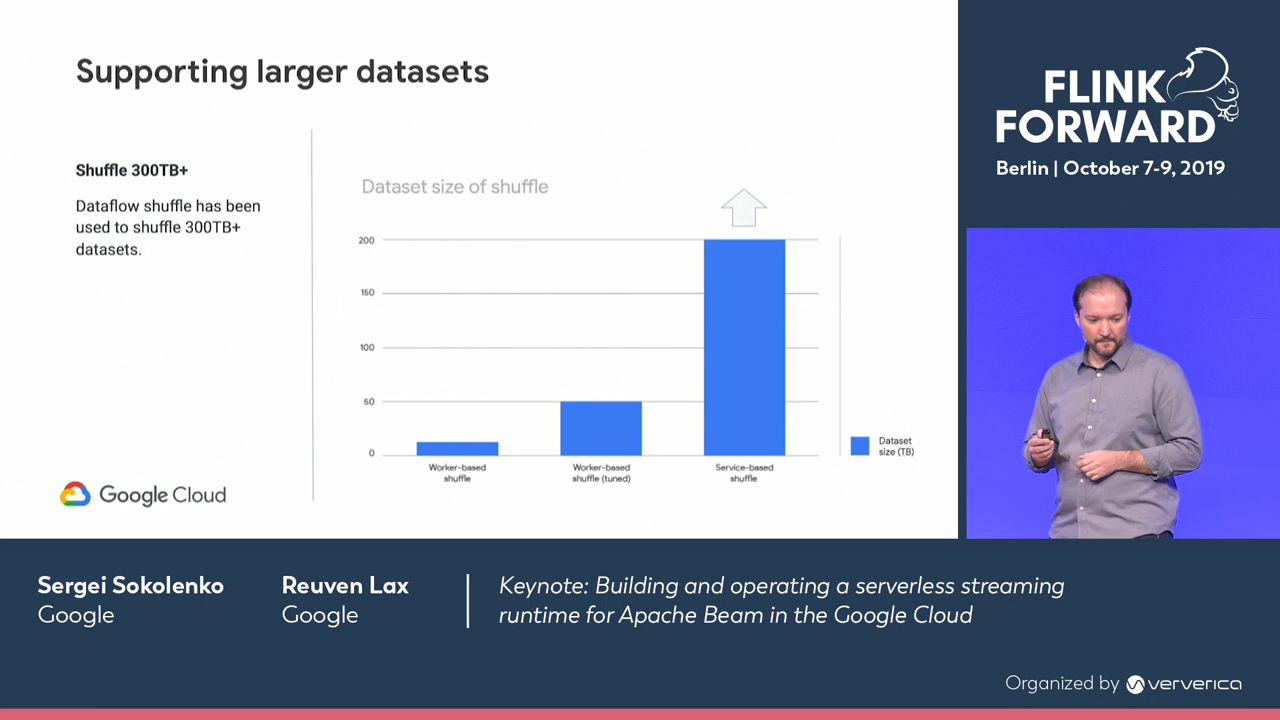 Supporting larger datasets
Shuffle 300TB+
Dataflow shuffle has been
used to shuffle 300TB+
datasets.
Dataset size of shuffle
200
150
100
50
0
Worker-based
shuffle
Worker-based
shuffle (tuned)
Service-based
shuffle
Dataset
size (TB)
Google Cloud
FLINK
FORWARD
Berlin | October 7-9, 2019
Sergei Sokolenko
Google
Reuven Lax
Google
Keynote: Building and operating a serverless streaming
runtime for Apache Beam in the Google Cloud
Organized by ververica